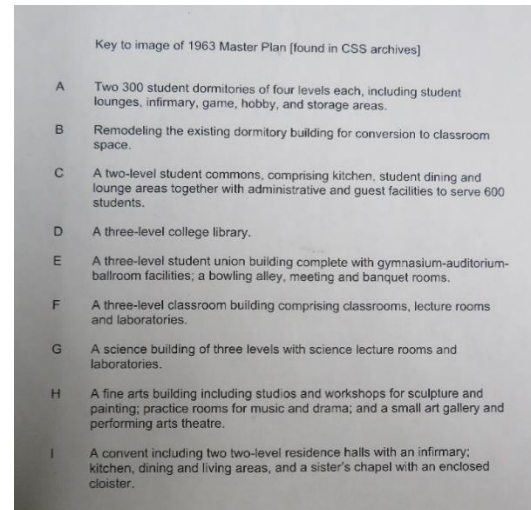 Key to image of 1963 Master Plan [found in CSS archives]
A Two 300 student dormitories of four levels each, including student
lounges, infirmary, game, hobby, and storage areas.
B Remodeling the existing dormitory building for conversion to classroom
space.
C A two-level student commons, comprising kitchen, student dining and
lounge areas together with administrative and guest facilities to serve 600
students.
D A three-level college library.
E A three-level student union building complete with gymnasium-auditorium-
ballroom facilities; a bowling alley, meeting and banquet rooms.
F A three-level classroom building comprising classrooms, lecture rooms
and laboratories.
G A science building of three levels with science lecture rooms and
laboratories.
H A fine arts building including studios and workshops for sculpture and
painting; practice rooms for music and drama; and a small art gallery and
performing arts theatre.
I A convent including two two-level residence halls with an infirmary;
kitchen, dining and living areas, and a sister's chapel with an enclosed
cloister.